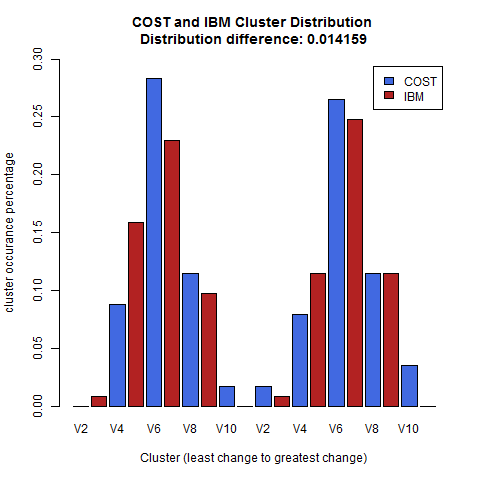 COST and IBM Cluster Distribution
Distribution difference: 0.014159
COST
IBM
cluster occurance percentage
0.30
0.25
0.20
0.15
0.10
0.05
0.00
V2 V4 V6 V8 V10 V2 V4 V6 V8 V10
Cluster (least change to greatest change)